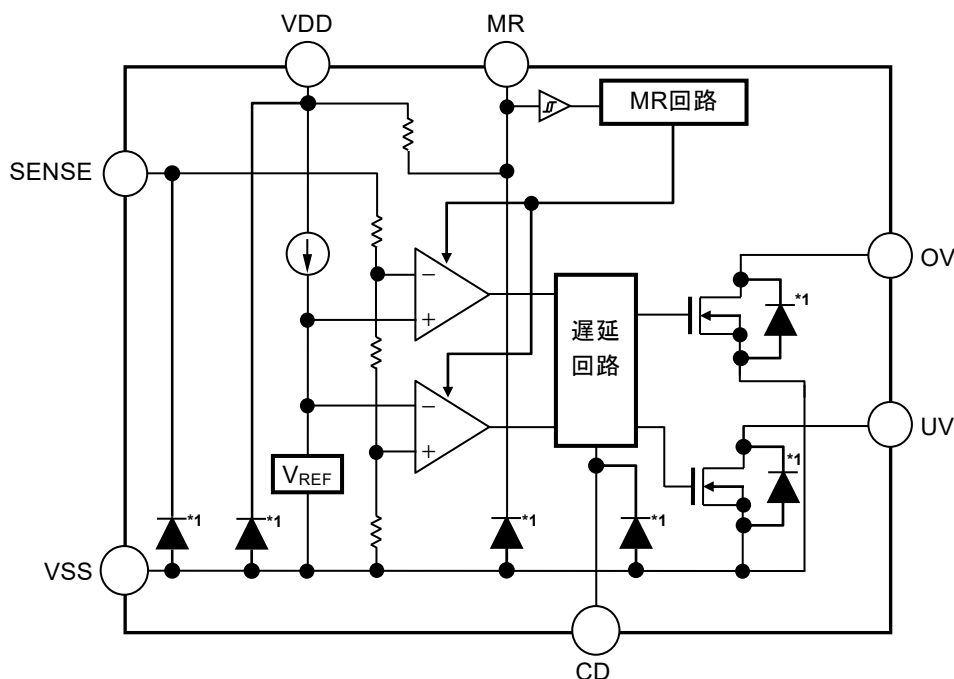 VDD
MR
MR回路
SENSE
−
+
遅延
回路
*1
OV
−
+
UV
*1
VREF
*1
*1
*1
*1
VSS
CD